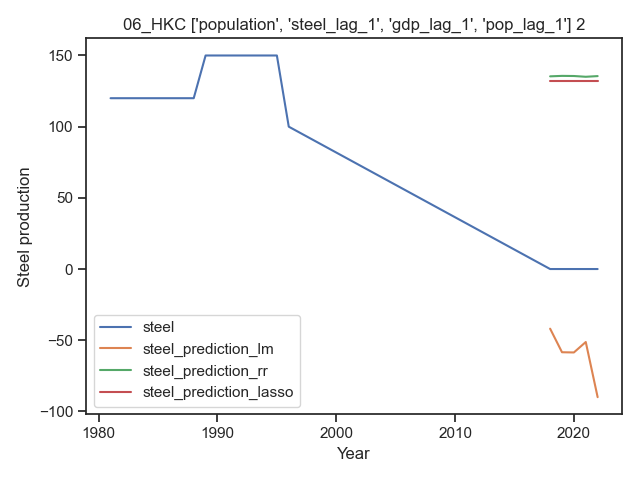 06_HKC ['population', 'steel_lag_1', 'gdp_lag_1', 'pop_lag_1'] 2
150
100
50
0
−50
−100
Steel production
steel
steel_prediction_lm
steel_prediction_rr
steel_prediction_lasso
1980
1990
2000
2010
2020
Year